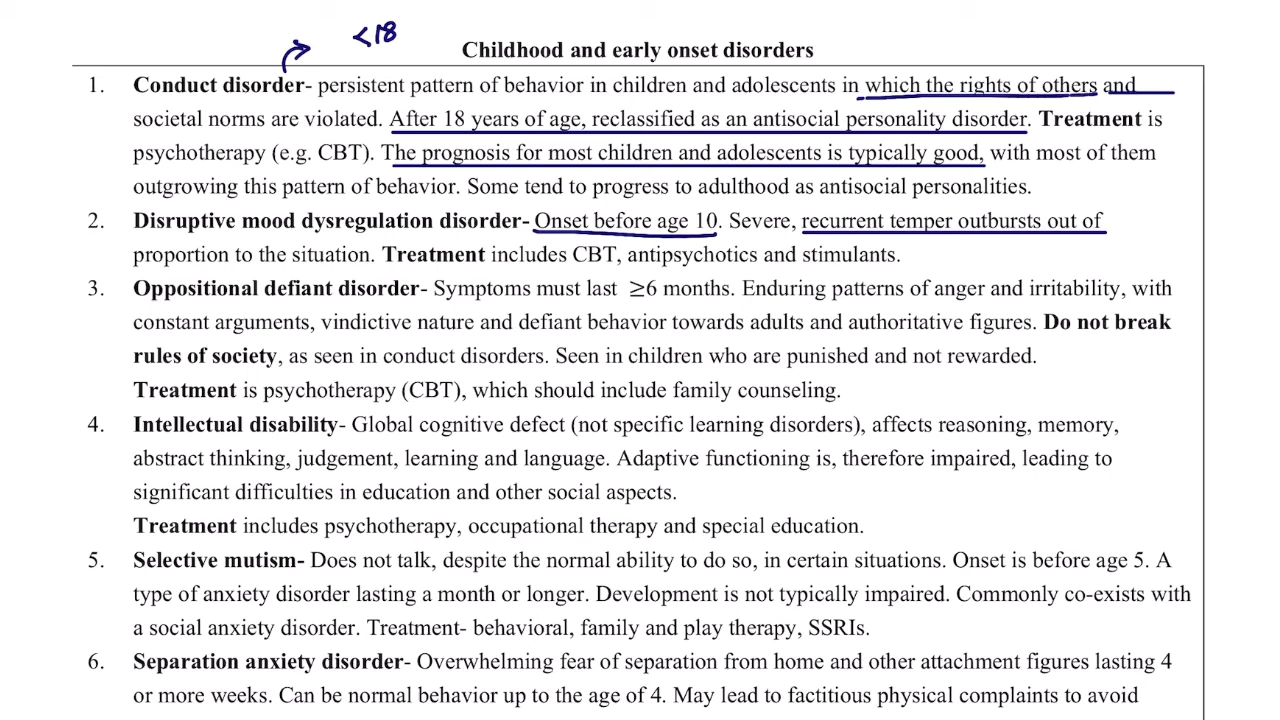 <18
Childhood and early onset disorders
1. Conduct disorder- persistent pattern of behavior in children and adolescents in which the rights of others and
societal norms are violated. After 18 years of age, reclassified as an antisocial personality disorder. Treatment is
psychotherapy (e.g. CBT). The prognosis for most children and adolescents is typically good, with most of them
outgrowing this pattern of behavior. Some tend to progress to adulthood as antisocial personalities.
2. Disruptive mood dysregulation disorder- Onset before age 10. Severe, recurrent temper outbursts out of
proportion to the situation. Treatment includes CBT, antipsychotics and stimulants.
3. Oppositional defiant disorder- Symptoms must last ≥6 months. Enduring patterns of anger and irritability, with
constant arguments, vindictive nature and defiant behavior towards adults and authoritative figures. Do not break
rules of society, as seen in conduct disorders. Seen in children who are punished and not rewarded.
Treatment is psychotherapy (CBT), which should include family counseling.
4. Intellectual disability- Global cognitive defect (not specific learning disorders), affects reasoning, memory,
abstract thinking, judgement, learning and language. Adaptive functioning is, therefore impaired, leading to
significant difficulties in education and other social aspects.
Treatment includes psychotherapy, occupational therapy and special education.
5. Selective mutism- Does not talk, despite the normal ability to do so, in certain situations. Onset is before age 5. A
type of anxiety disorder lasting a month or longer. Development is not typically impaired. Commonly co-exists with
a social anxiety disorder. Treatment- behavioral, family and play therapy, SSRIs.
6. Separation anxiety disorder- Overwhelming fear of separation from home and other attachment figures lasting 4
or more weeks. Can be normal behavior up to the age of 4. May lead to factitious physical complaints to avoid